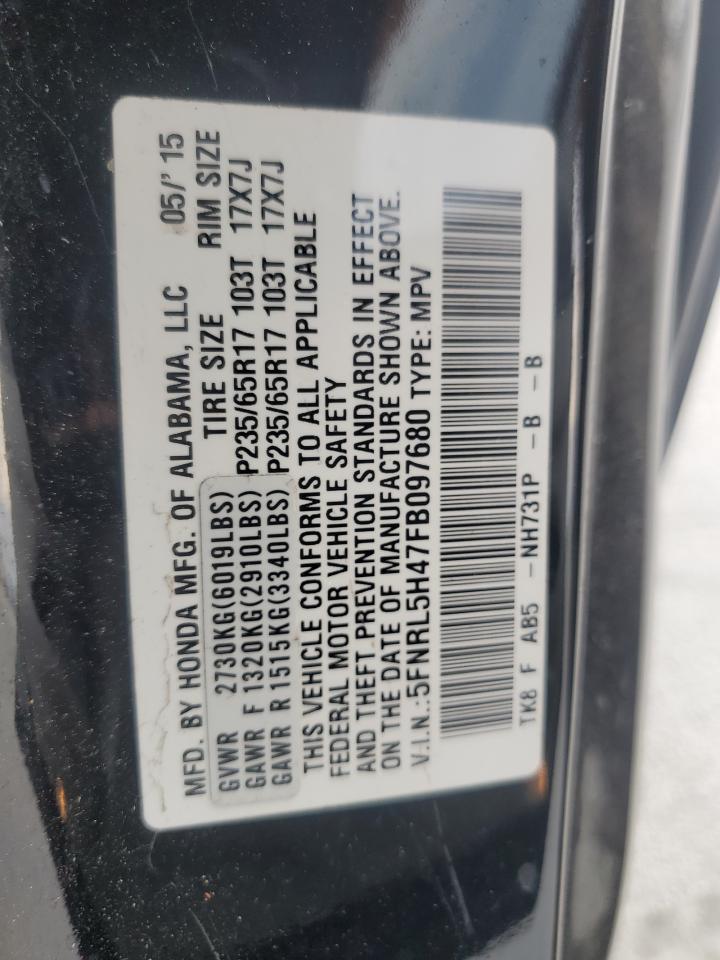 MFD. BY HONDA MFG. OF ALABAMA, LLC 05/'15
TIRE SIZE RIM SIZE
GVWR 2730KG(6019LBS)
GAWR F 1320KG(2910LBS) P235/65R17 103T 17X7J
GAWR R 1515KG(3340LBS) P235/65R17 103T 17X7J
THIS VEHICLE CONFORMS TO ALL APPLICABLE
FEDERAL MOTOR VEHICLE SAFETY
AND THEFT PREVENTION STANDARDS IN EFFECT
ON THE DATE OF MANUFACTURE SHOWN ABOVE.
V.I.N.:5FNRL5H47FB097680 TYPE: MPV
TK8 F AB5 -NH731P -B -B